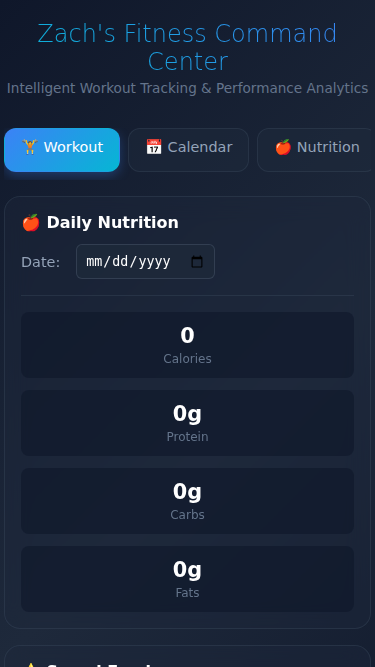 Zach's Fitness Command
Center
Intelligent Workout Tracking & Performance Analytics
🏋️ Workout
📅 Calendar
🍎 Nutrition
🍎 Daily Nutrition
Date: mm/dd/yyyy
0
Calories
0g
Protein
0g
Carbs
0g
Fats